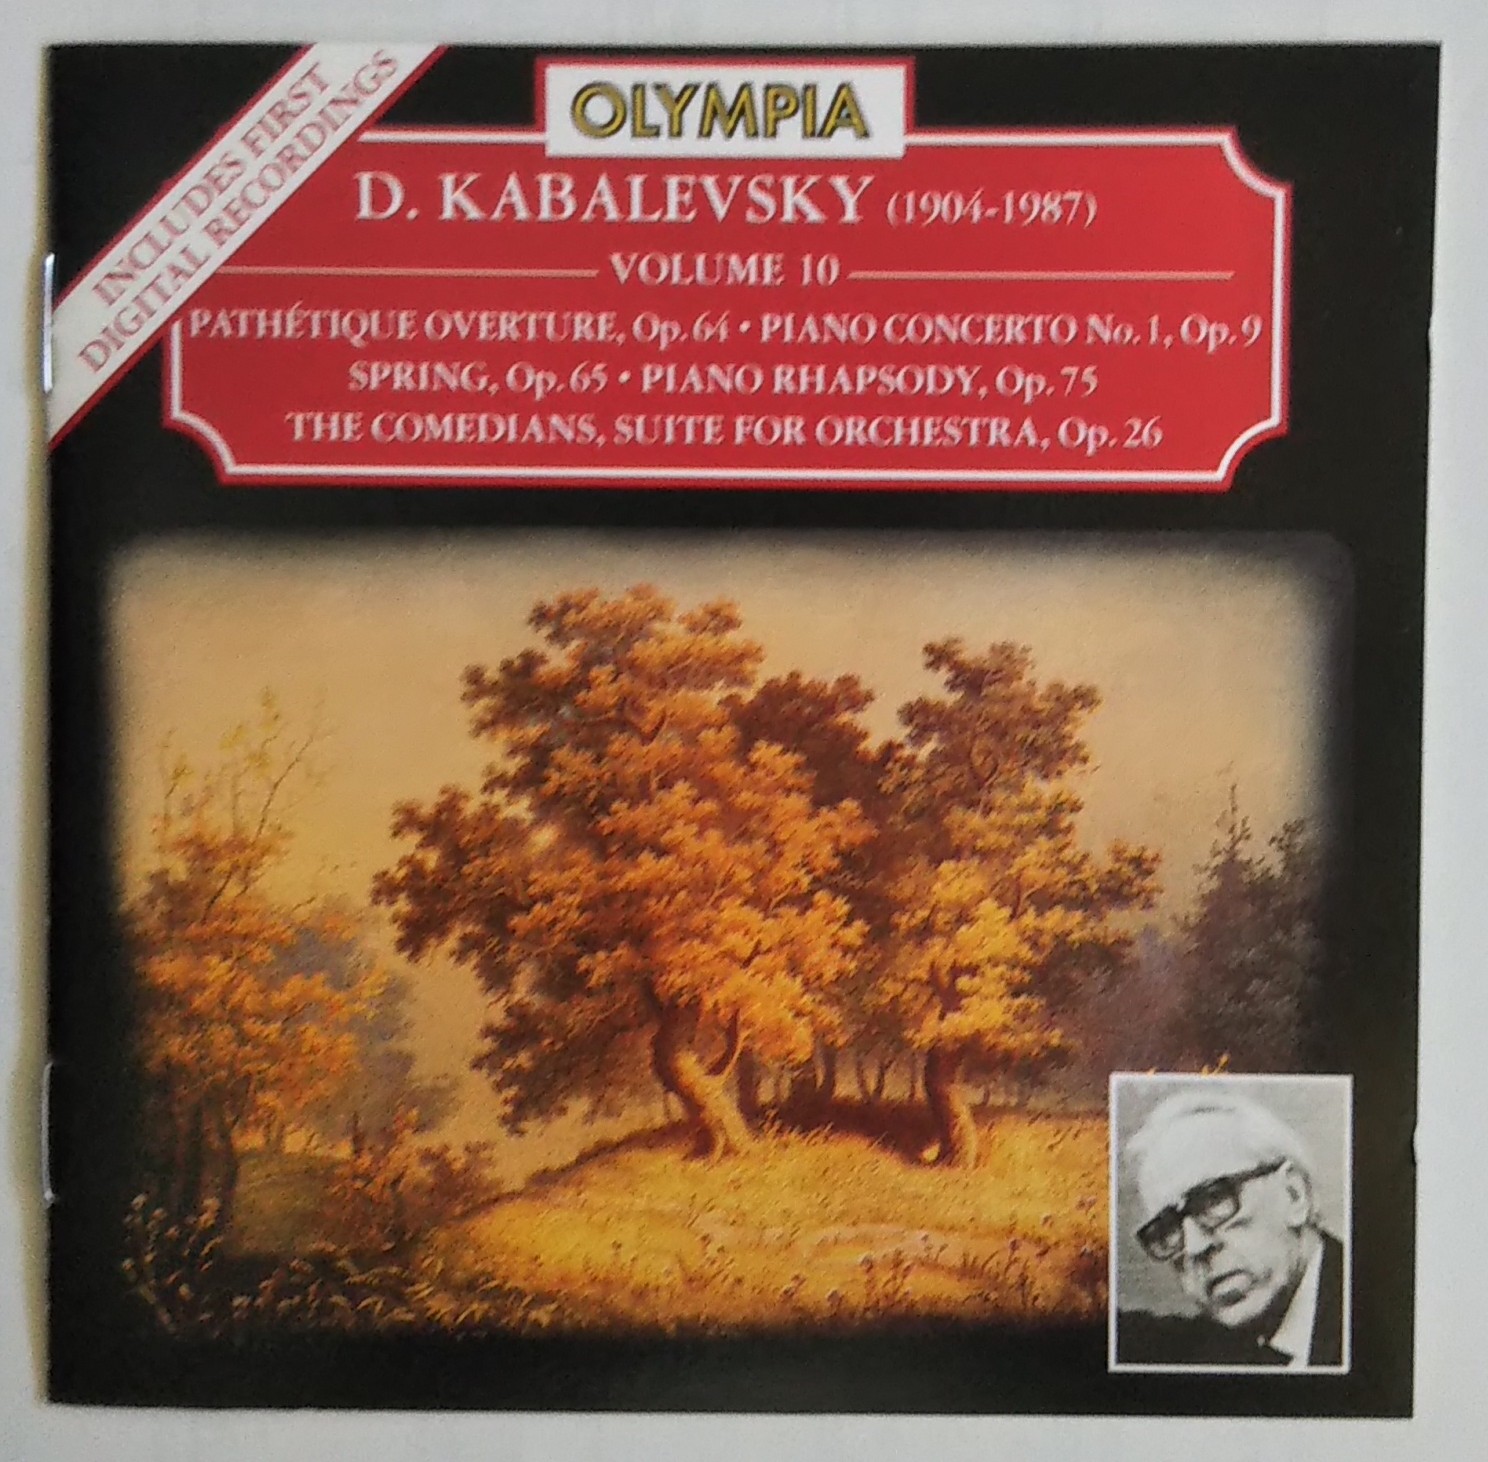 INCLUDES FIRST
DIGITAL RECORDINGS
OLYMPIA
D. KABALEVSKY (1904-1987)
VOLUME 10
PATHÉTIQUE OVERTURE, Op. 64 • PIANO CONCERTO No. 1, Op. 9
SPRING, Op. 65 • PIANO RHAPSODY, Op. 75
THE COMEDIANS, SUITE FOR ORCHESTRA, Op. 26